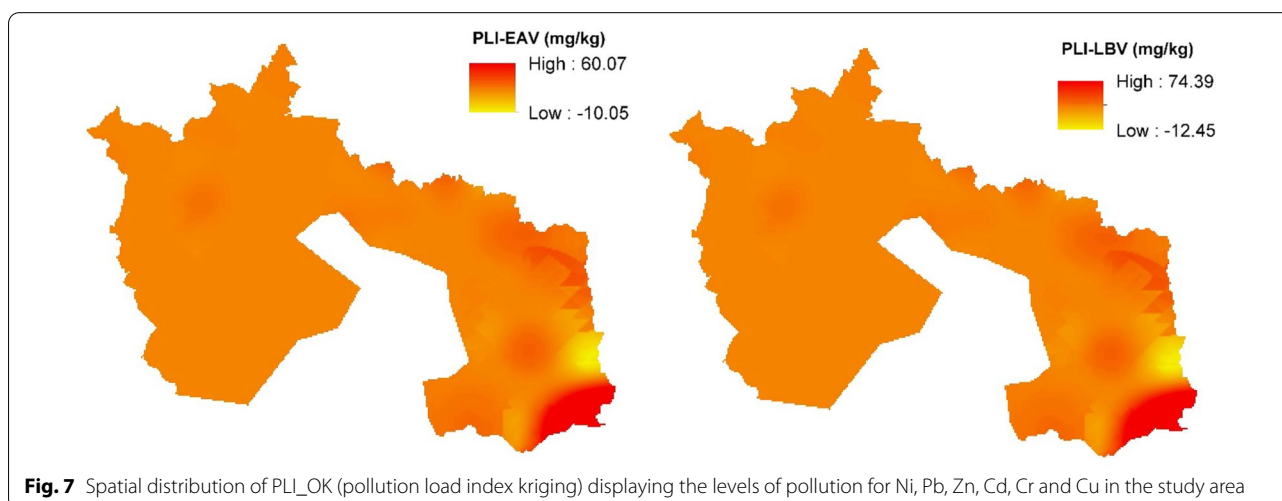 PLI-EAV (mg/kg)
High : 60.07
Low : -10.05
PLI-LBV (mg/kg)
High : 74.39
Low : -12.45
Fig. 7 Spatial distribution of PLI_OK (pollution load index kriging) displaying the levels of pollution for Ni, Pb, Zn, Cd, Cr and Cu in the study area